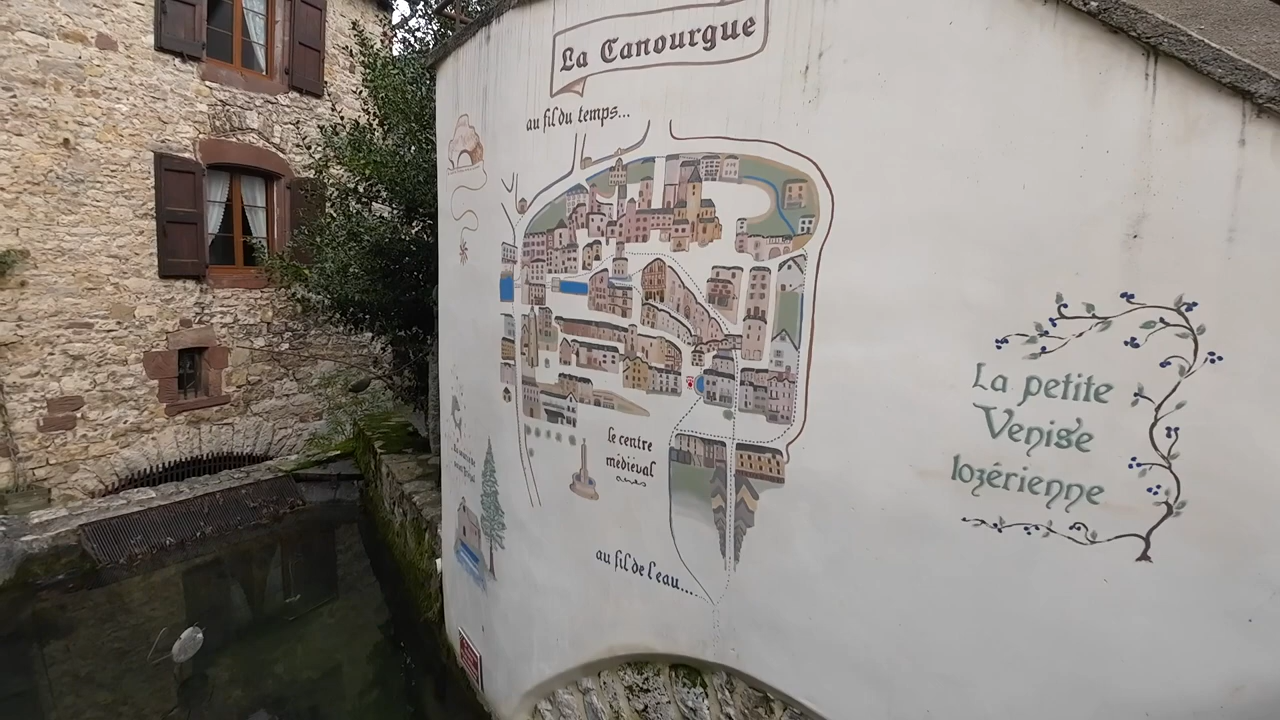 La Canourgue
au fil du temps...
le centre
médiéval
au fil de l'eau...
La petite
Venise
lozérienne